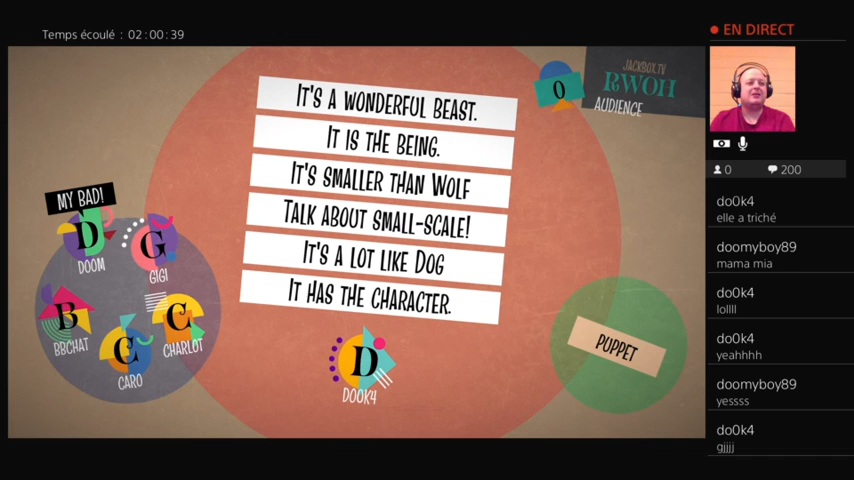 Temps écoulé : 02:00:39
EN DIRECT
JACKBOX.TV
RWOH
AUDIENCE
0
IT'S A WONDERFUL BEAST.
IT IS THE BEING.
IT'S SMALLER THAN WOLF
TALK ABOUT SMALL-SCALE!
IT'S A LOT LIKE DOG
IT HAS THE CHARACTER.
MY BAD!
D
DOOM
G
GIGI
B
BBCHAT
C
CHARLOT
C
CARO
D
DOOK4
PUPPET
0
200
do0k4
elle a triché
doomyboy89
mama mia
do0k4
lollll
do0k4
yeahhhh
doomyboy89
yessss
do0k4
gjjjj